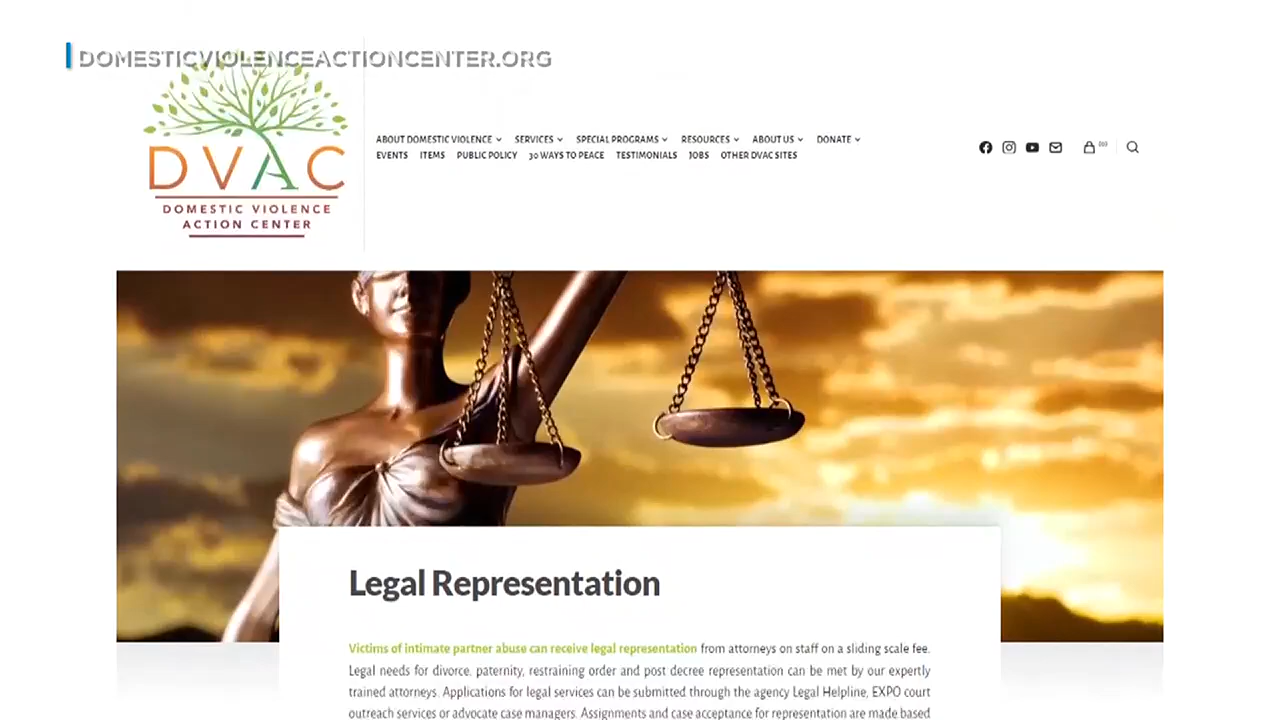 DOMESTICVIOLENCEACTIONCENTER.ORG
DVAC
DOMESTIC VIOLENCE
ACTION CENTER
ABOUT DOMESTIC VIOLENCE SERVICES SPECIAL PROGRAMS RESOURCES ABOUT US DONATE
EVENTS ITEMS PUBLIC POLICY 30 WAYS TO PEACE TESTIMONIALS JOBS OTHER DVAC SITES
Legal Representation
Victims of intimate partner abuse can receive legal representation from attorneys on staff on a sliding scale fee.
Legal needs for divorce, paternity, restraining order and post decree representation can be met by our expertly
trained attorneys. Applications for legal services can be submitted through the agency Legal Helpline, EXPO court
outreach services or advocate case managers. Assignments and case acceptance for representation are made based